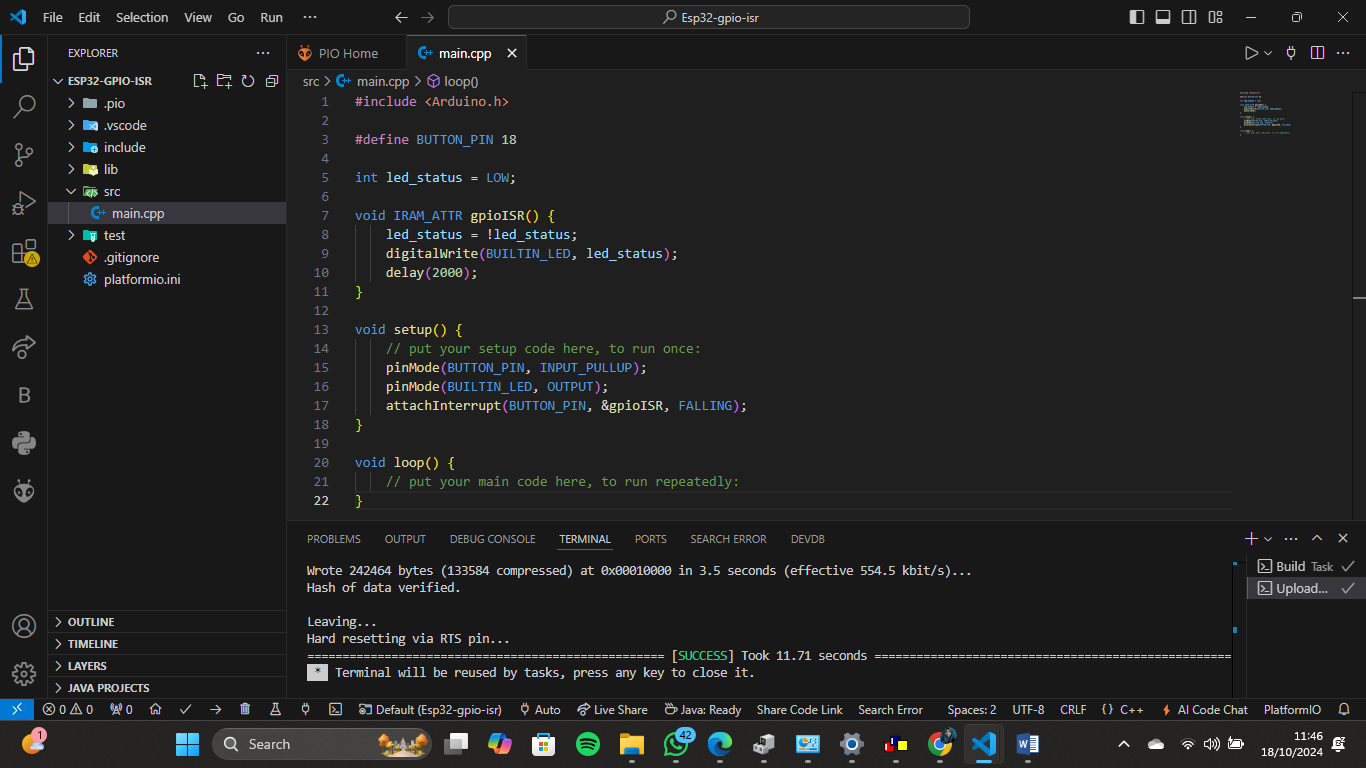 File Edit Selection View Go Run ··· Esp32-gpio-isr
EXPLORER ···
ESP32-GPIO-ISR
.pio
.vscode
include
lib
src
main.cpp
test
.gitignore
platformio.ini
OUTLINE
TIMELINE
LAYERS
JAVA PROJECTS
PIO Home main.cpp
src > main.cpp > loop()
1 #include <Arduino.h>
2
3 #define BUTTON_PIN 18
4
5 int led_status = LOW;
6
7 void IRAM_ATTR gpioISR() {
8 led_status = !led_status;
9 digitalWrite(BUILTIN_LED, led_status);
10 delay(2000);
11 }
12
13 void setup() {
14 // put your setup code here, to run once:
15 pinMode(BUTTON_PIN, INPUT_PULLUP);
16 pinMode(BUILTIN_LED, OUTPUT);
17 attachInterrupt(BUTTON_PIN, &gpioISR, FALLING);
18 }
19
20 void loop() {
21 // put your main code here, to run repeatedly:
22 }
PROBLEMS OUTPUT DEBUG CONSOLE TERMINAL PORTS SEARCH ERROR DEVDB
Wrote 242464 bytes (133584 compressed) at 0x00010000 in 3.5 seconds (effective 554.5 kbit/s)...
Hash of data verified.
Leaving...
Hard resetting via RTS pin...
=================================================== [SUCCESS] Took 11.71 seconds ===================================================
* Terminal will be reused by tasks, press any key to close it.
Build Task
Upload...
0 0 0 Default (Esp32-gpio-isr) Auto Live Share Java: Ready Share Code Link Search Error Spaces: 2 UTF-8 CRLF {} C++ AI Code Chat PlatformIO
1 Search 42 11:46
18/10/2024